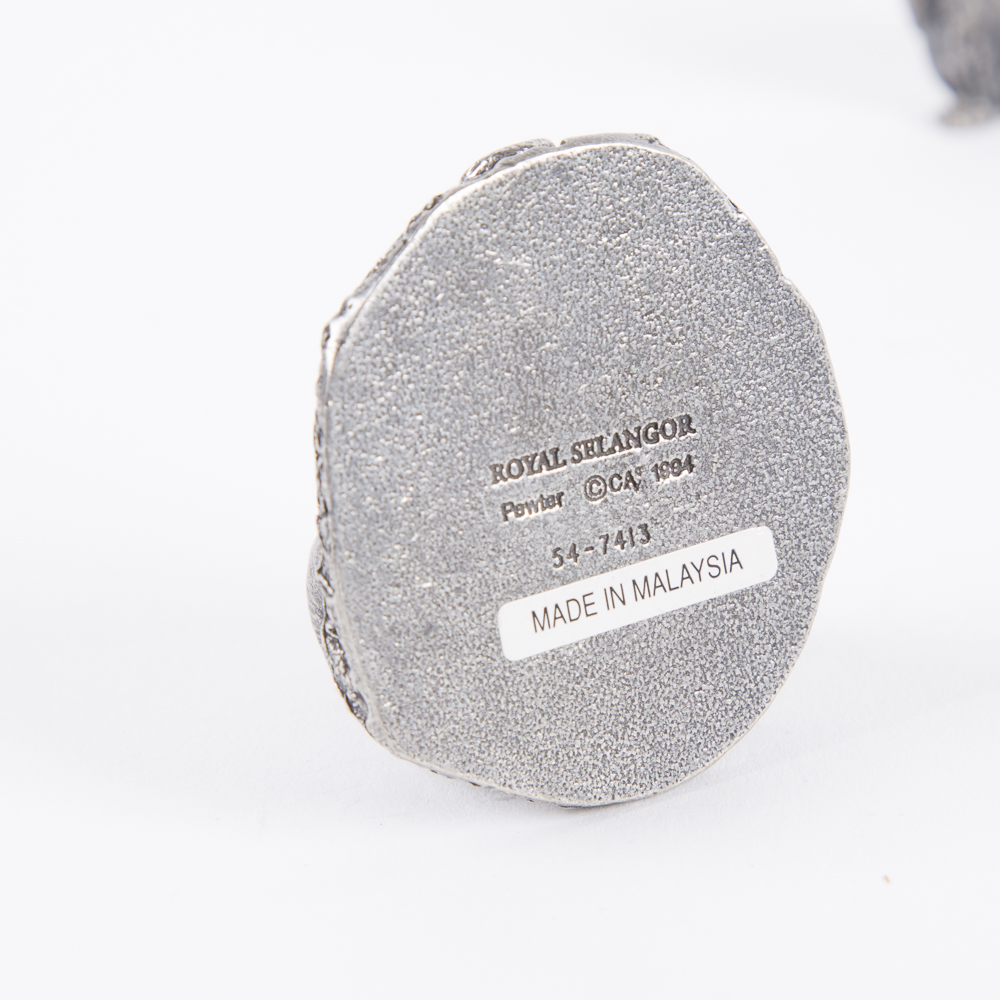 ROYAL SELANGOR
Pewter ©CA 1994
54-7413
MADE IN MALAYSIA